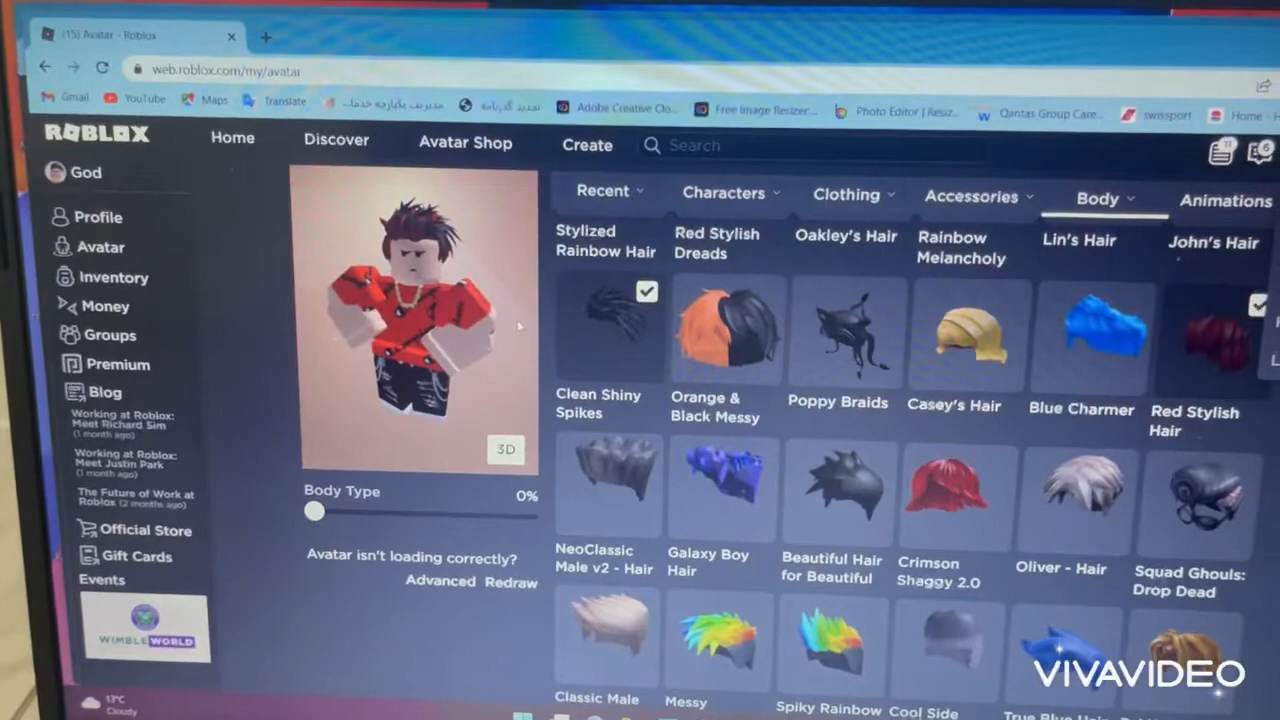 (15) Avatar - Roblox
web.roblox.com/my/avatar
Gmail YouTube Maps Translate Adobe Creative Clo... Free Image Resizer:... Photo Editor | Resiz... Qantas Group Care... swissport Home - H
ROBLOX Home Discover Avatar Shop Create Search 11 6
God
Profile
Avatar
Inventory
Money
Groups
Premium
Blog
Working at Roblox:
Meet Richard Sim
(1 month ago)
Working at Roblox:
Meet Justin Park
(1 month ago)
The Future of Work at
Roblox (2 months ago)
Official Store
Gift Cards
Events
WIMBLEWORLD
3D
Body Type 0%
Avatar isn't loading correctly?
Advanced Redraw
Recent Characters Clothing Accessories Body Animations
Stylized
Rainbow Hair
Red Stylish
Dreads
Oakley's Hair
Rainbow
Melancholy
Lin's Hair
John's Hair
Clean Shiny
Spikes
Orange &
Black Messy
Poppy Braids
Casey's Hair
Blue Charmer
Red Stylish
Hair
NeoClassic
Male v2 - Hair
Galaxy Boy
Hair
Beautiful Hair
for Beautiful
Crimson
Shaggy 2.0
Oliver - Hair
Squad Ghouls:
Drop Dead
Classic Male
Messy
Spiky Rainbow
Cool Side
True Blue Hair
13°C
Cloudy
VIVAVIDEO